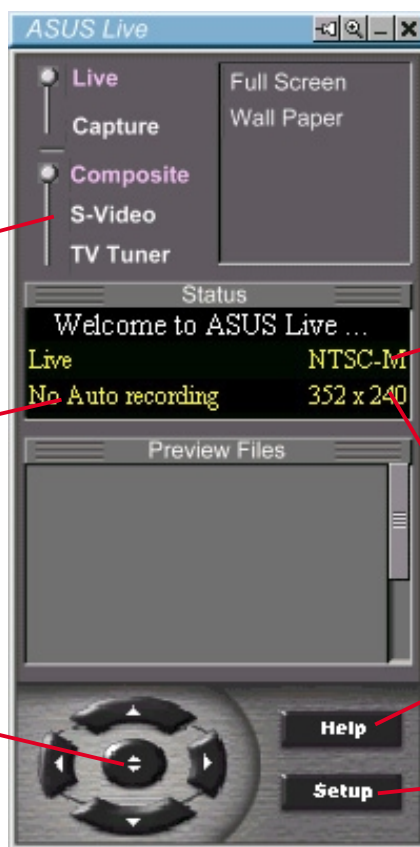 ASUS Live
Live
Capture
Composite
S-Video
TV Tuner
Full Screen
Wall Paper
Status
Welcome to ASUS Live ...
Live NTSC-M
No Auto recording 352 x 240
Preview Files
Help
Setup